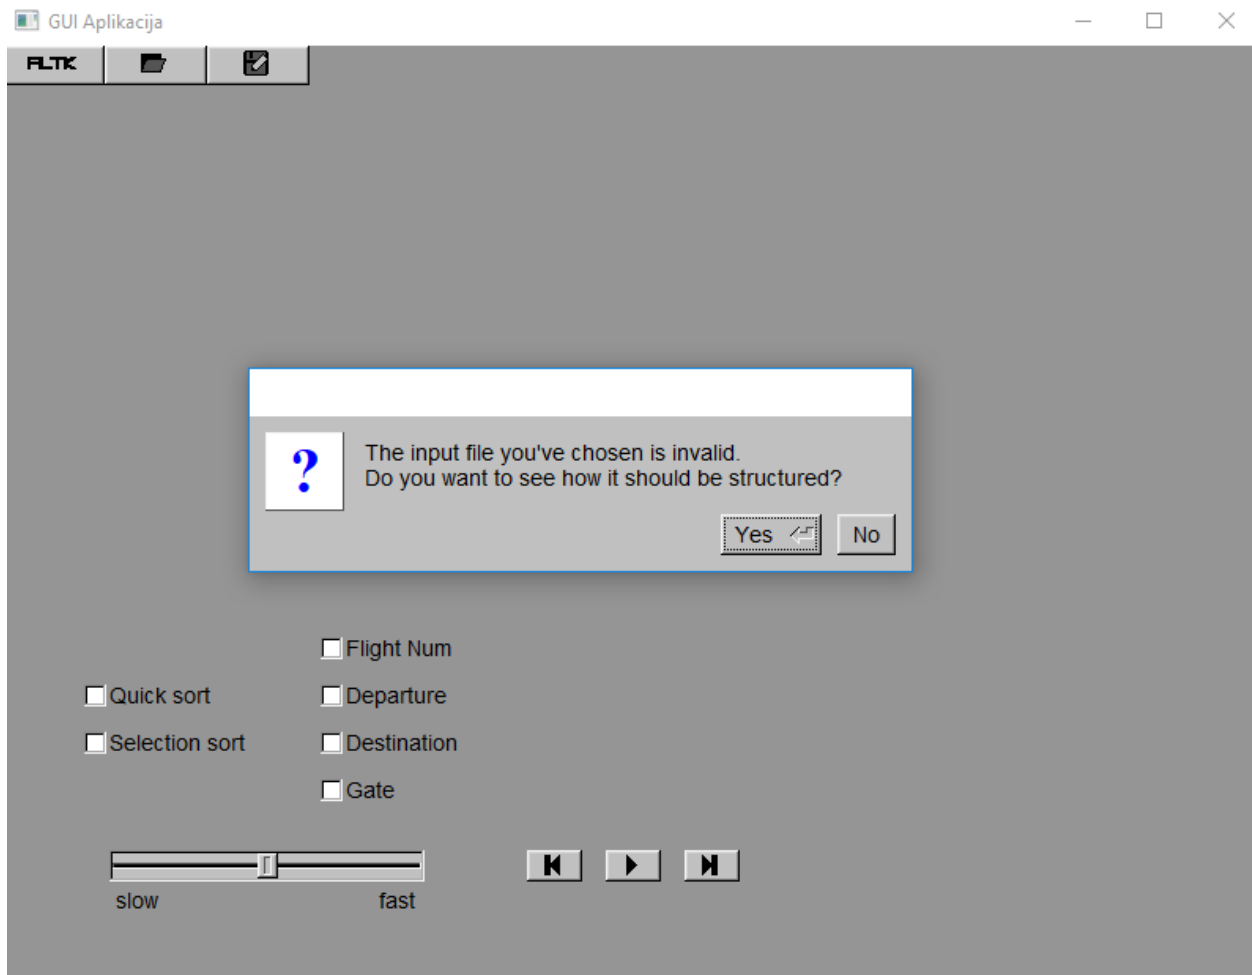 GUI Aplikacija
FLTK
?
The input file you've chosen is invalid.
Do you want to see how it should be structured?
Yes
No
Flight Num
Quick sort
Departure
Selection sort
Destination
Gate
slow
fast